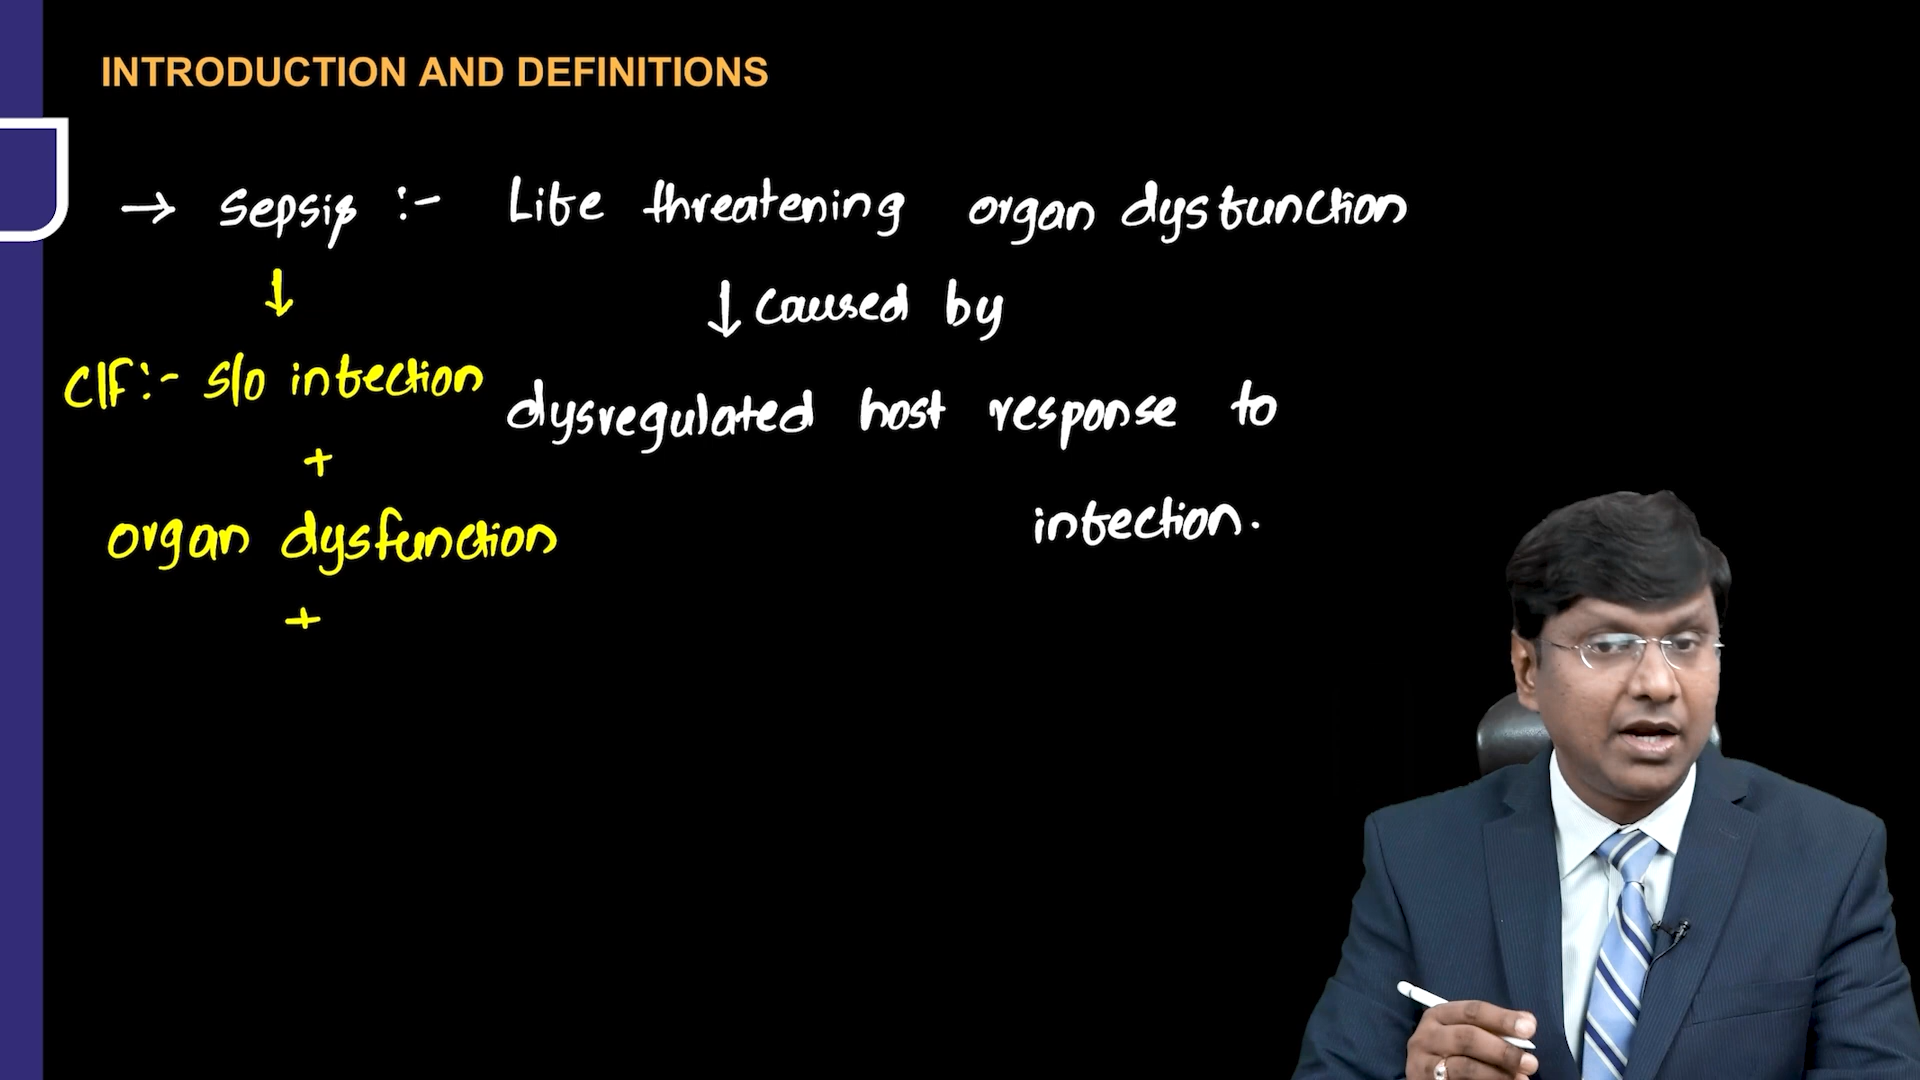 INTRODUCTION AND DEFINITIONS
→ Sepsis :- Life threatening organ dysfunction
↓ ↓ caused by
C/F:- s/o infection dysregulated host response to
+
infection.
organ dysfunction
+